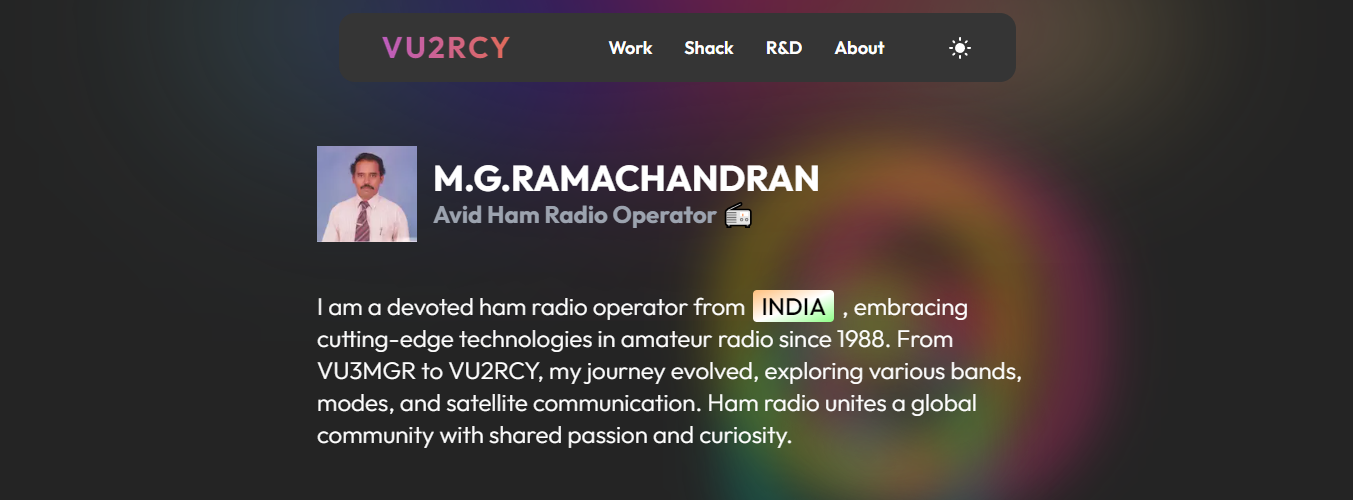 VU2RCY
Work Shack R&D About
M.G.RAMACHANDRAN
Avid Ham Radio Operator
I am a devoted ham radio operator from INDIA , embracing
cutting-edge technologies in amateur radio since 1988. From
VU3MGR to VU2RCY, my journey evolved, exploring various bands,
modes, and satellite communication. Ham radio unites a global
community with shared passion and curiosity.